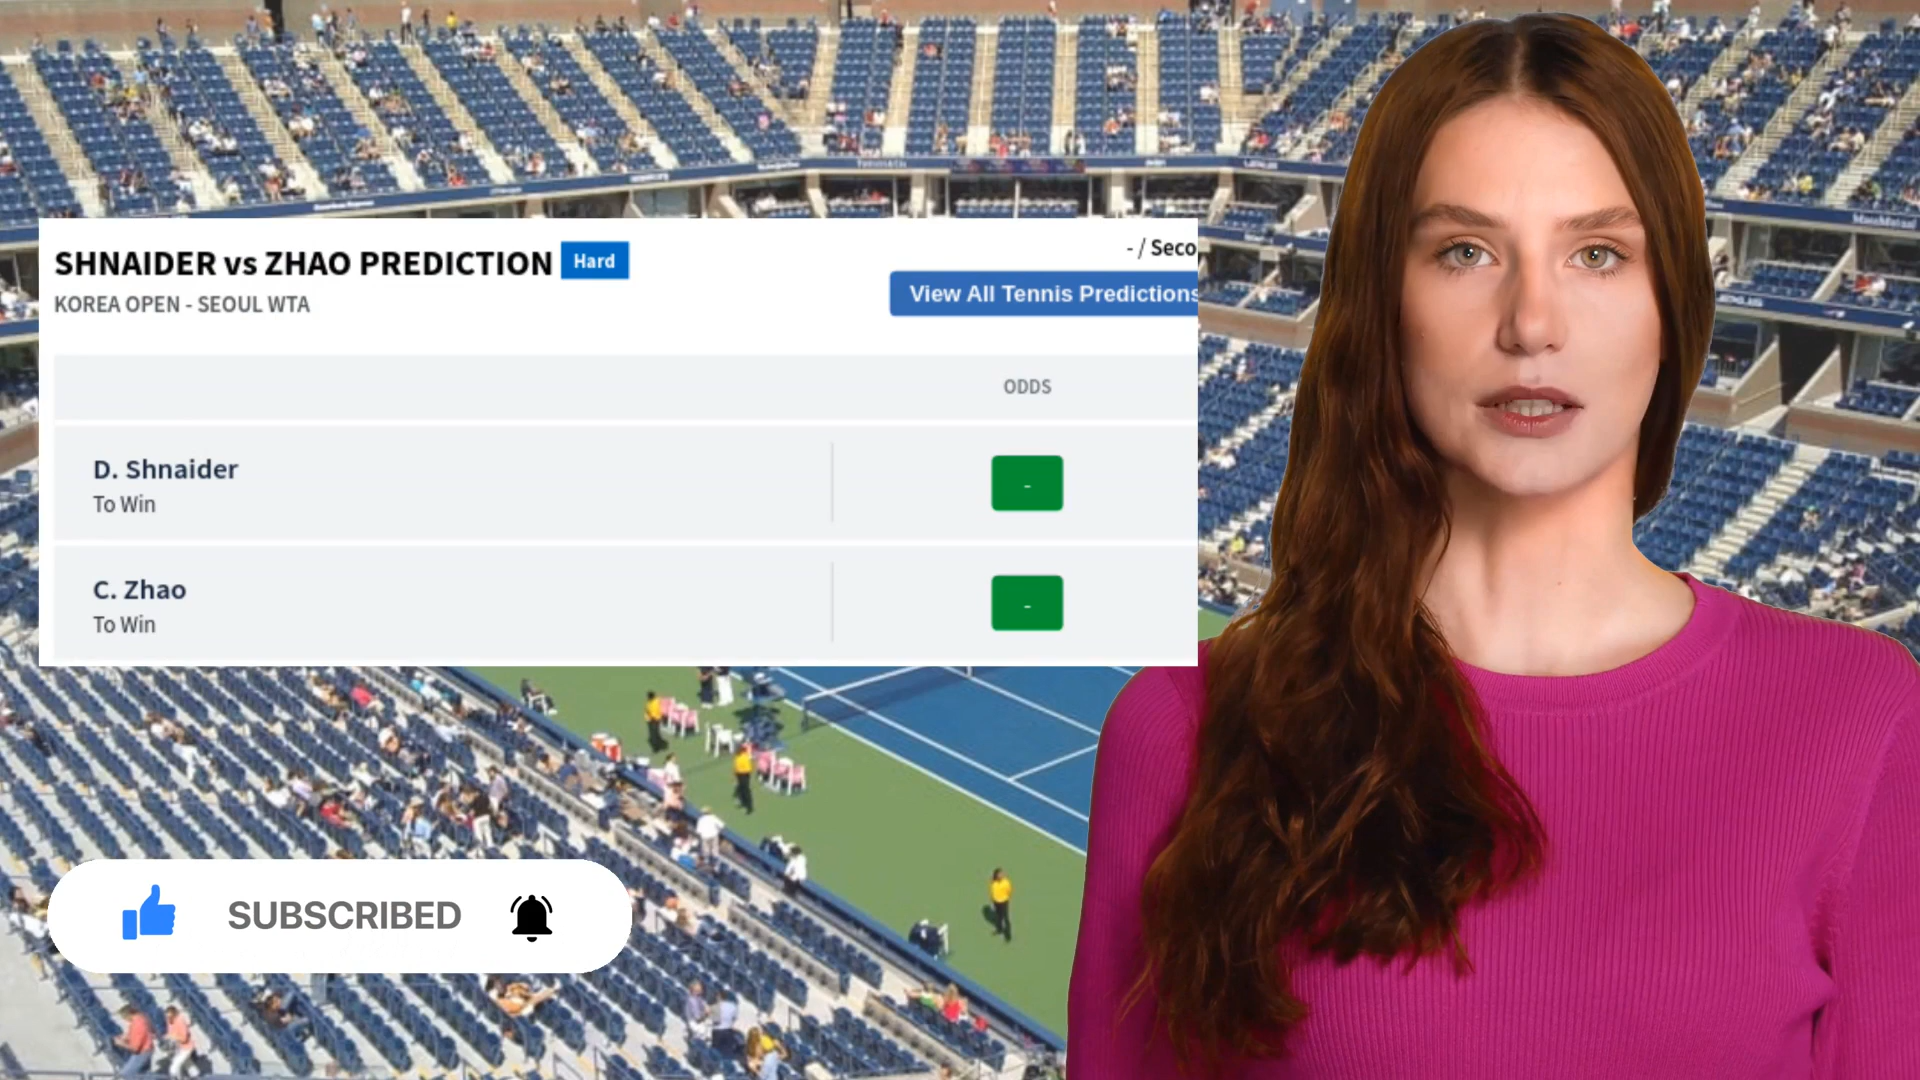 SHNAIDER vs ZHAO PREDICTION Hard
- / Seco
KOREA OPEN - SEOUL WTA
View All Tennis Predictions
ODDS
D. Shnaider
To Win
-
C. Zhao
To Win
-
SUBSCRIBED